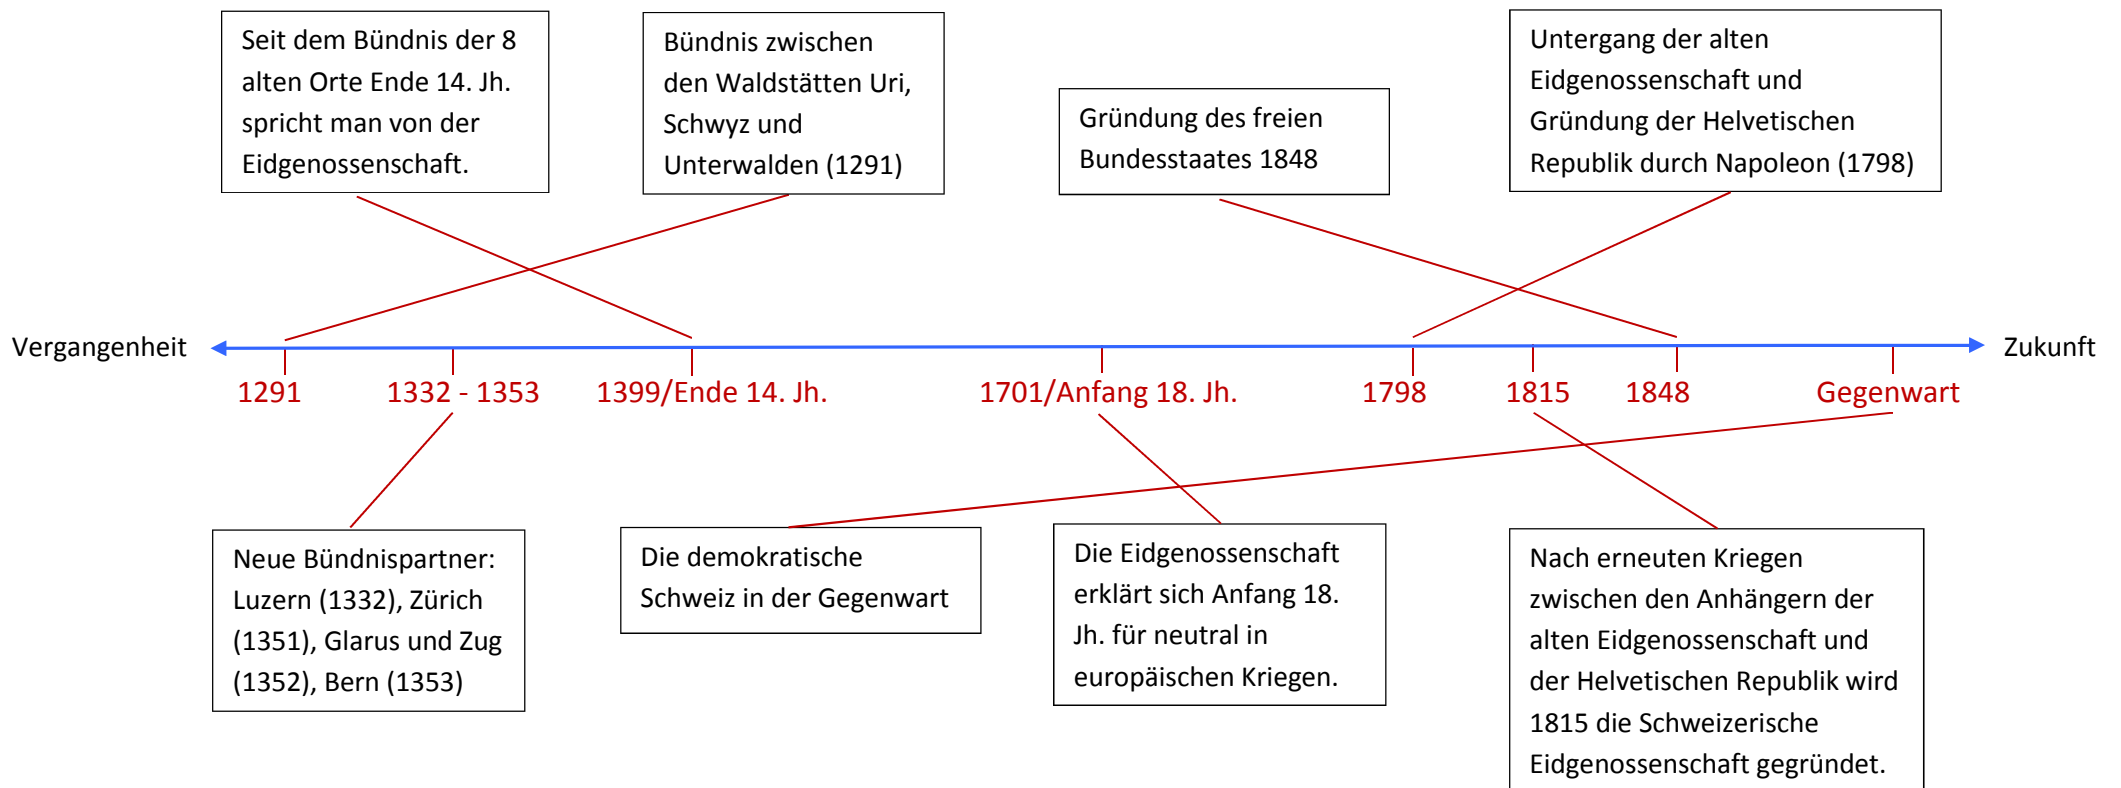 Seit dem Bündnis der 8
alten Orte Ende 14. Jh.
spricht man von der
Eidgenossenschaft.
Bündnis zwischen
den Waldstätten Uri,
Schwyz und
Unterwalden (1291)
Gründung des freien
Bundesstaates 1848
Untergang der alten
Eidgenossenschaft und
Gründung der Helvetischen
Republik durch Napoleon (1798)
Vergangenheit
Zukunft
1291
1332 - 1353
1399/Ende 14. Jh.
1701/Anfang 18. Jh.
1798
1815
1848
Gegenwart
Neue Bündnispartner:
Luzern (1332), Zürich
(1351), Glarus und Zug
(1352), Bern (1353)
Die demokratische
Schweiz in der Gegenwart
Die Eidgenossenschaft
erklärt sich Anfang 18.
Jh. für neutral in
europäischen Kriegen.
Nach erneuten Kriegen
zwischen den Anhängern der
alten Eidgenossenschaft und
der Helvetischen Republik wird
1815 die Schweizerische
Eidgenossenschaft gegründet.